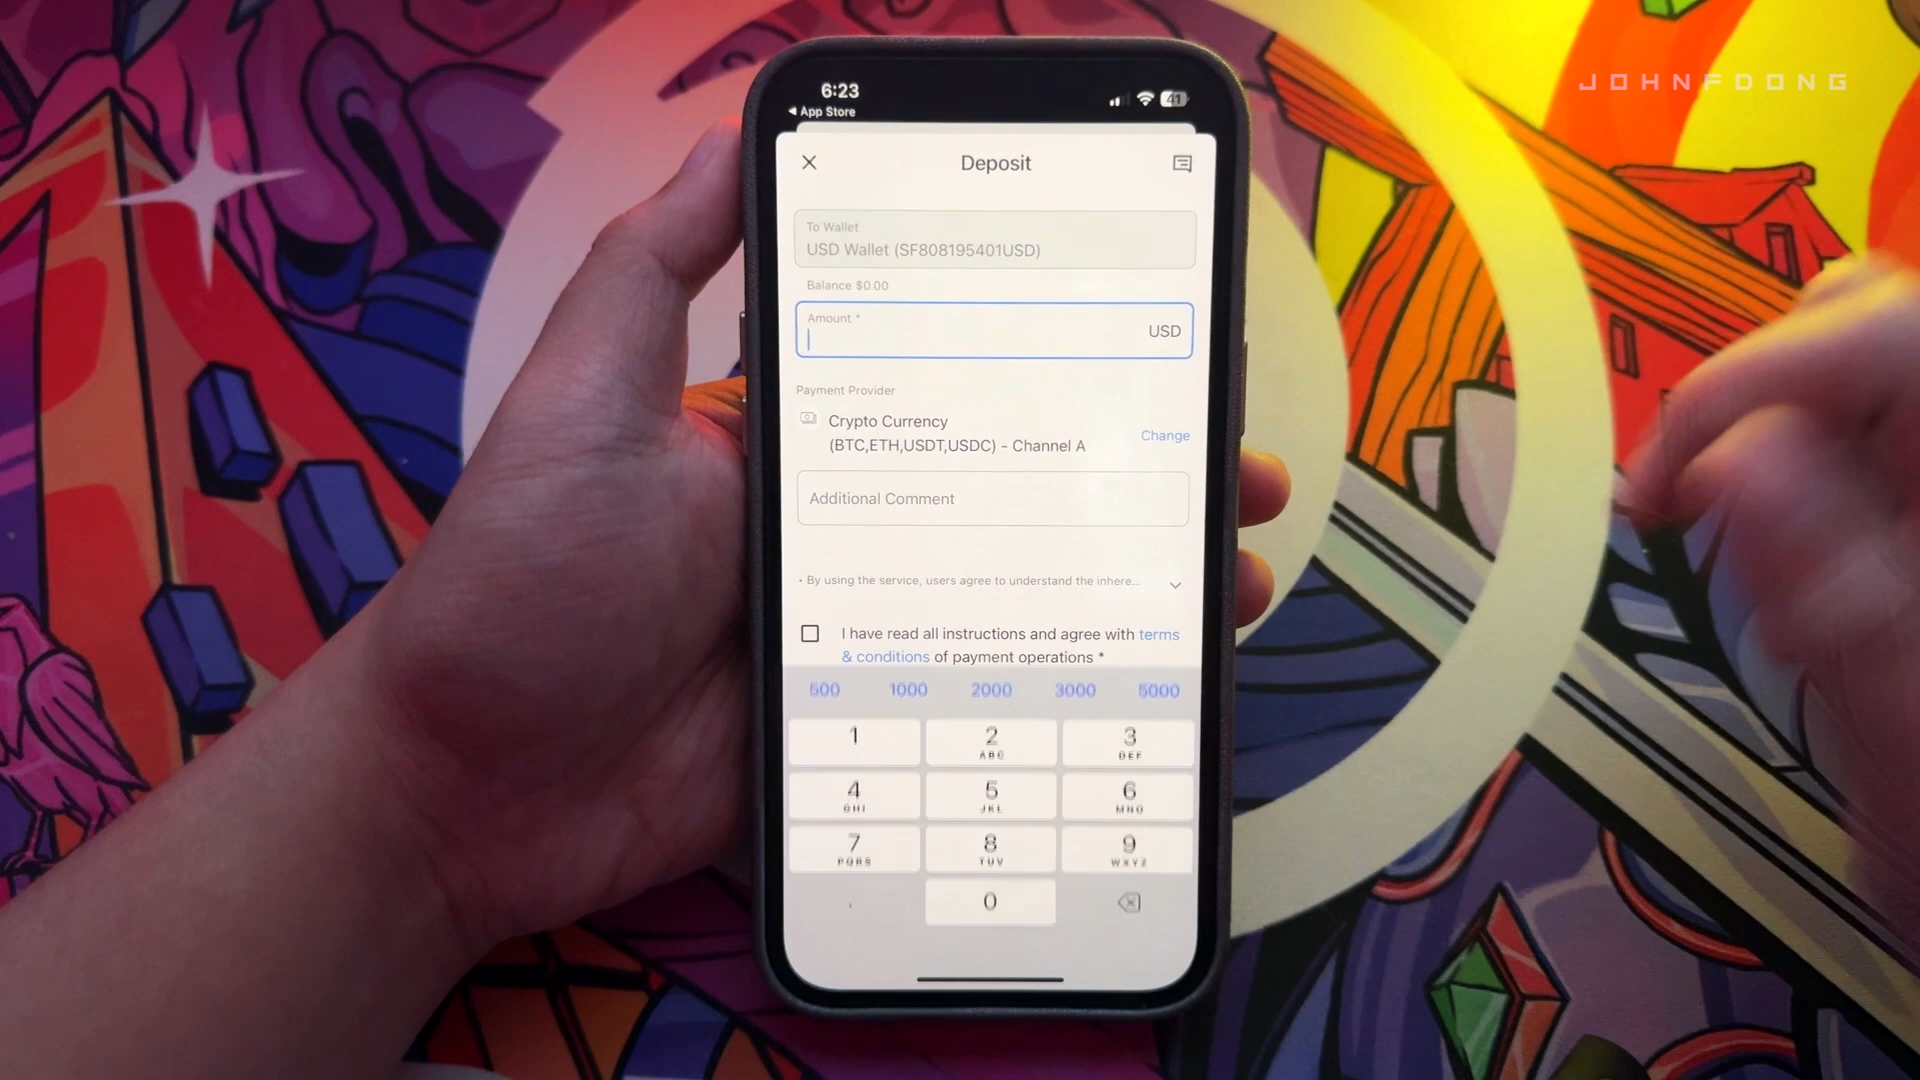 JOHNFDONG
6:23
41
◀ App Store
Deposit
To Wallet
USD Wallet (SF808195401USD)
Balance $0.00
Amount *
USD
Payment Provider
Crypto Currency
(BTC,ETH,USDT,USDC) - Channel A
Change
Additional Comment
• By using the service, users agree to understand the inhere...
I have read all instructions and agree with terms
& conditions of payment operations *
500 1000 2000 3000 5000
1 2 3
ABC DEF
4 5 6
GHI JKL MNO
7 8 9
PQRS TUV WXYZ
0